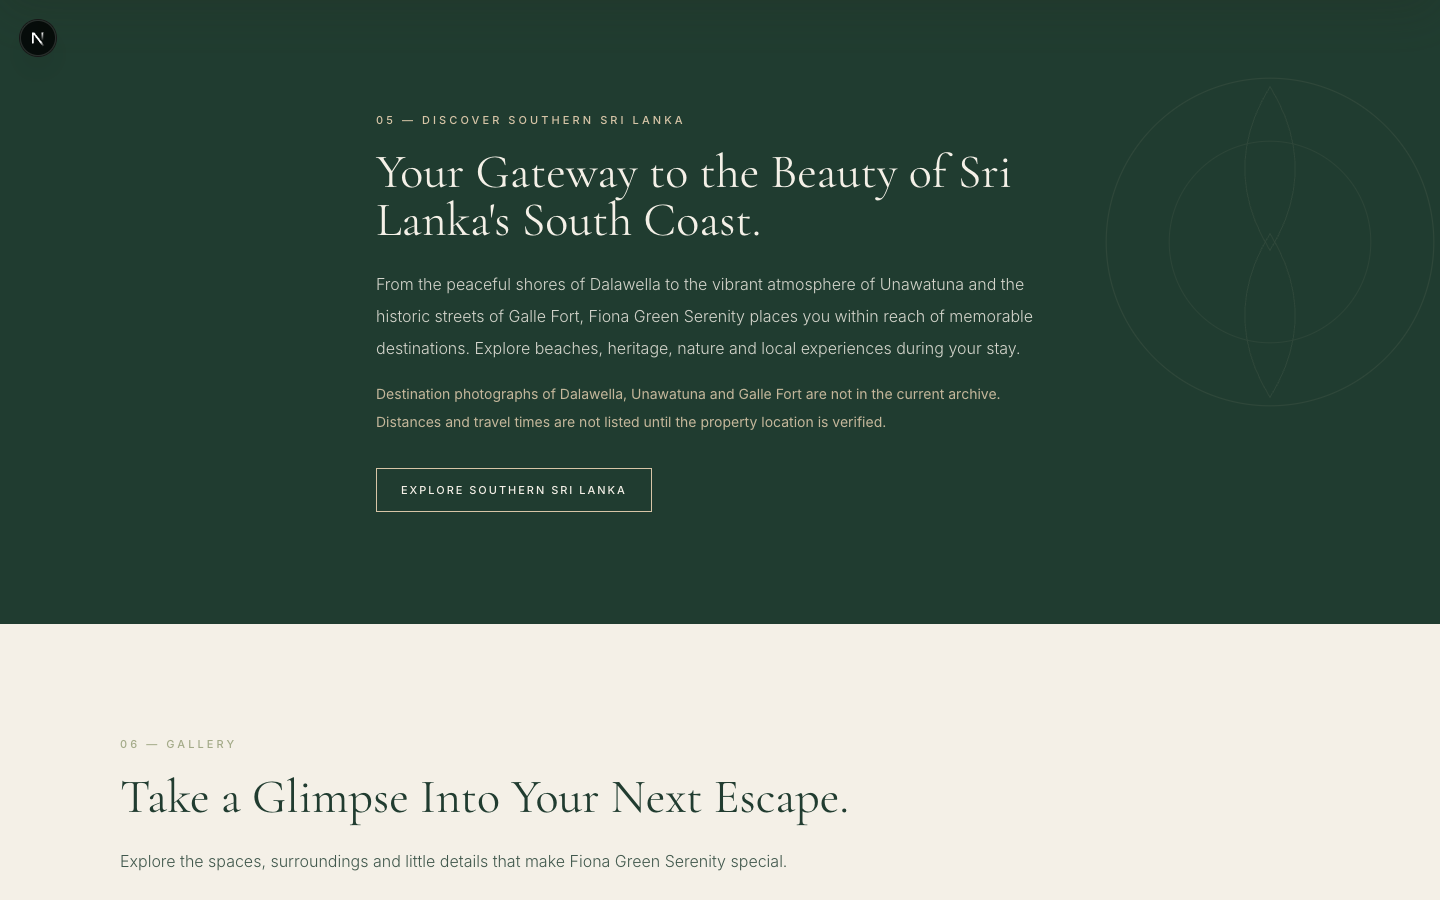 N
05 — DISCOVER SOUTHERN SRI LANKA
Your Gateway to the Beauty of Sri
Lanka's South Coast.
From the peaceful shores of Dalawella to the vibrant atmosphere of Unawatuna and the
historic streets of Galle Fort, Fiona Green Serenity places you within reach of memorable
destinations. Explore beaches, heritage, nature and local experiences during your stay.
Destination photographs of Dalawella, Unawatuna and Galle Fort are not in the current archive.
Distances and travel times are not listed until the property location is verified.
EXPLORE SOUTHERN SRI LANKA
06 — GALLERY
Take a Glimpse Into Your Next Escape.
Explore the spaces, surroundings and little details that make Fiona Green Serenity special.